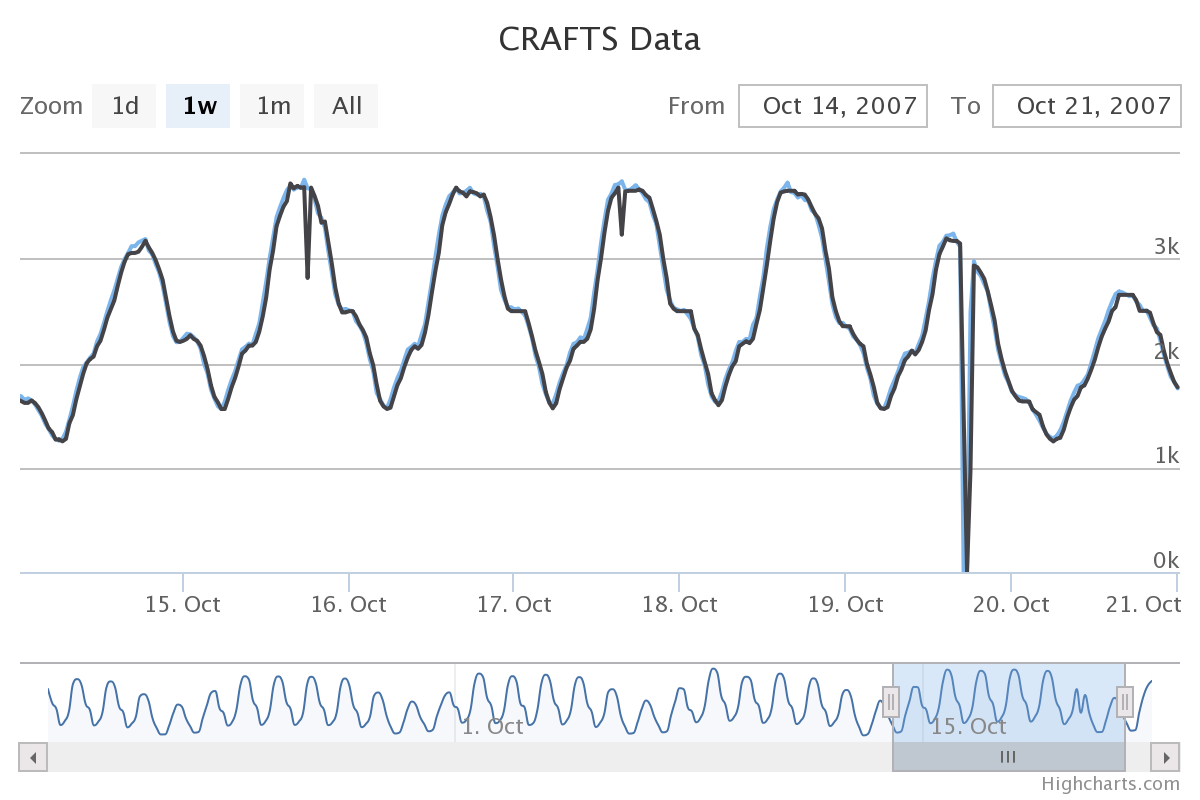 CRAFTS Data
Zoom 1d 1w 1m All From Oct 14, 2007 To Oct 21, 2007
3k
2k
1k
0k
15. Oct 16. Oct 17. Oct 18. Oct 19. Oct 20. Oct 21. Oct
1. Oct 15. Oct
Highcharts.com